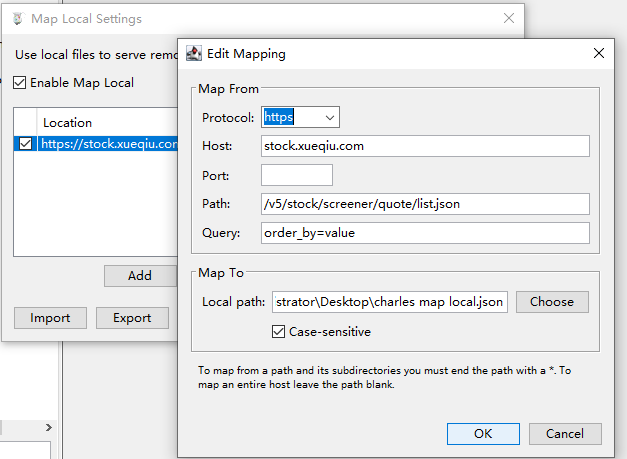 Map Local Settings
Use local files to serve remo
Enable Map Local
Location
https://stock.xueqiu.com
Add
Import
Export
Edit Mapping
Map From
Protocol: https
Host: stock.xueqiu.com
Port:
Path: /v5/stock/screener/quote/list.json
Query: order_by=value
Map To
Local path: strator\Desktop\charles map local.json Choose
Case-sensitive
To map from a path and its subdirectories you must end the path with a *. To
map an entire host leave the path blank.
OK
Cancel